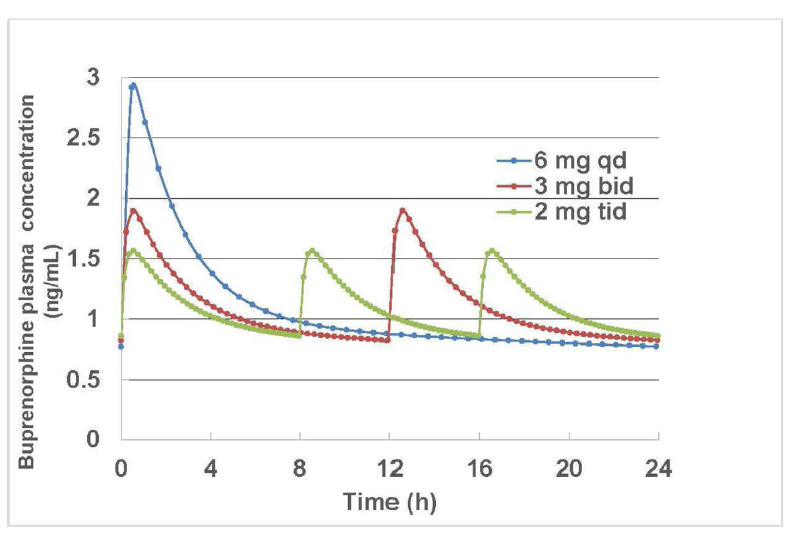 Buprenorphine plasma concentration
(ng/mL)
3
2.5
2
1.5
1
0.5
0
6 mg qd
3 mg bid
2 mg tid
0 4 8 12 16 20 24
Time (h)